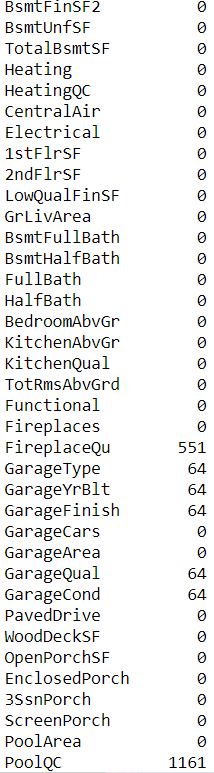 BsmtFinSF2 0
BsmtUnfSF 0
TotalBsmtSF 0
Heating 0
HeatingQC 0
CentralAir 0
Electrical 0
1stFlrSF 0
2ndFlrSF 0
LowQualFinSF 0
GrLivArea 0
BsmtFullBath 0
BsmtHalfBath 0
FullBath 0
HalfBath 0
BedroomAbvGr 0
KitchenAbvGr 0
KitchenQual 0
TotRmsAbvGrd 0
Functional 0
Fireplaces 0
FireplaceQu 551
GarageType 64
GarageYrBlt 64
GarageFinish 64
GarageCars 0
GarageArea 0
GarageQual 64
GarageCond 64
PavedDrive 0
WoodDeckSF 0
OpenPorchSF 0
EnclosedPorch 0
3SsnPorch 0
ScreenPorch 0
PoolArea 0
PoolQC 1161